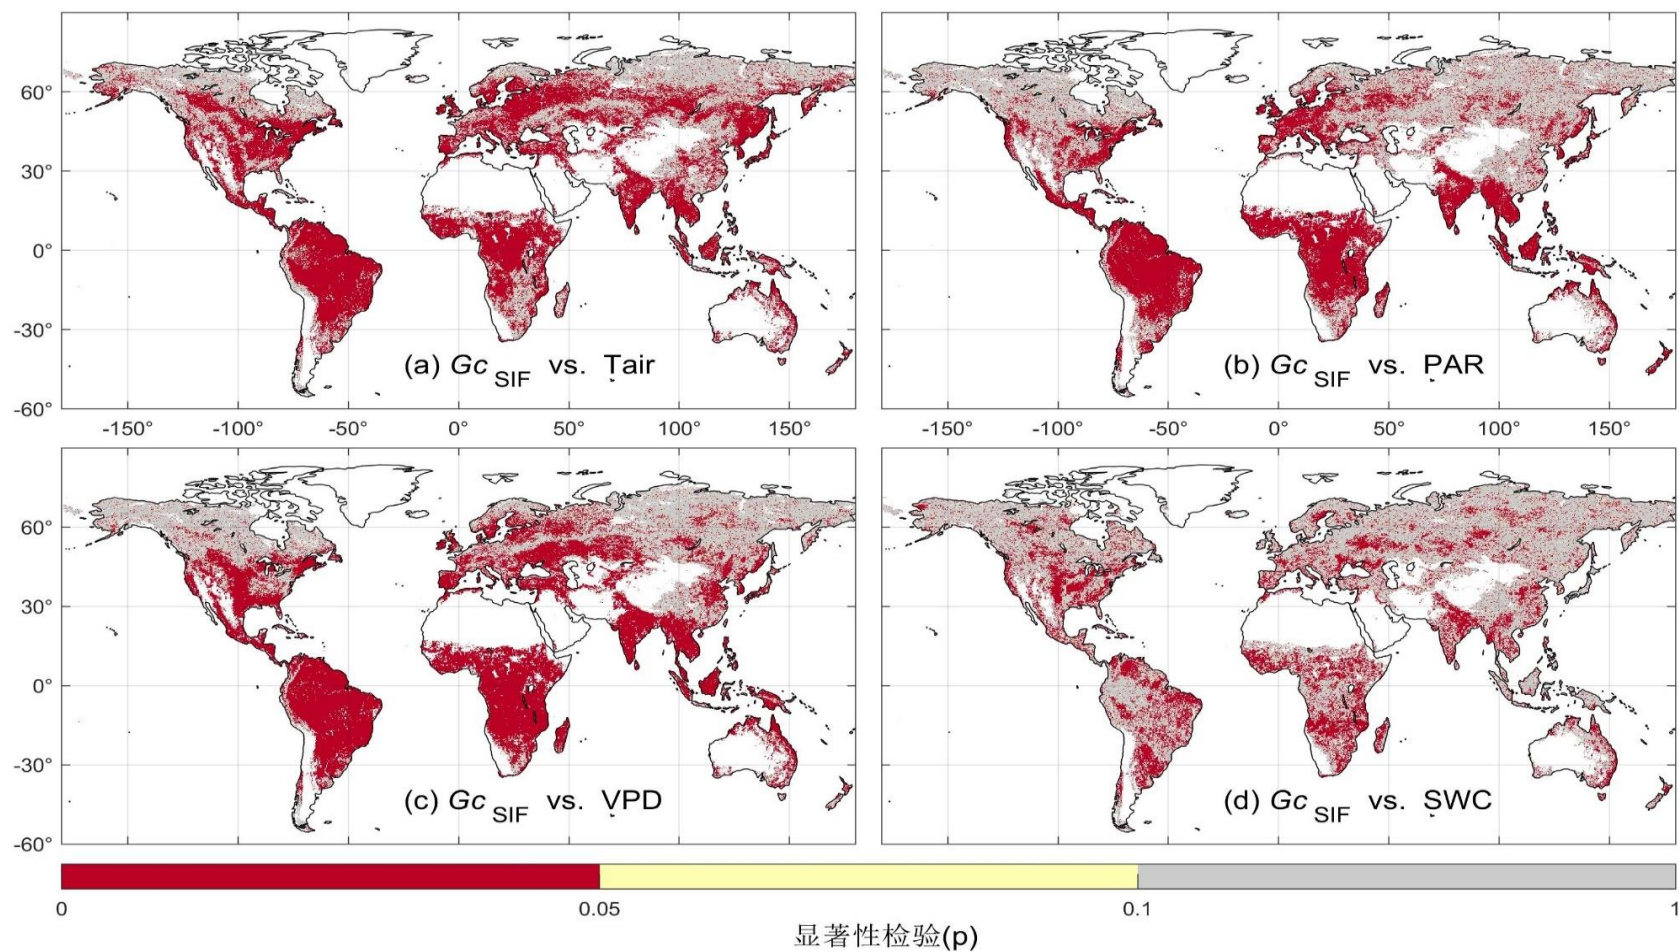 60°
30°
0°
-30°
-60°
(a) Gc SIF vs. Tair
(b) Gc SIF vs. PAR
-150° -100° -50° 0° 50° 100° 150° -150° -100° -50° 0° 50° 100° 150°
60°
30°
0°
-30°
-60°
(c) Gc SIF vs. VPD
(d) Gc SIF vs. SWC
0 0.05 0.1 1
显著性检验(p)